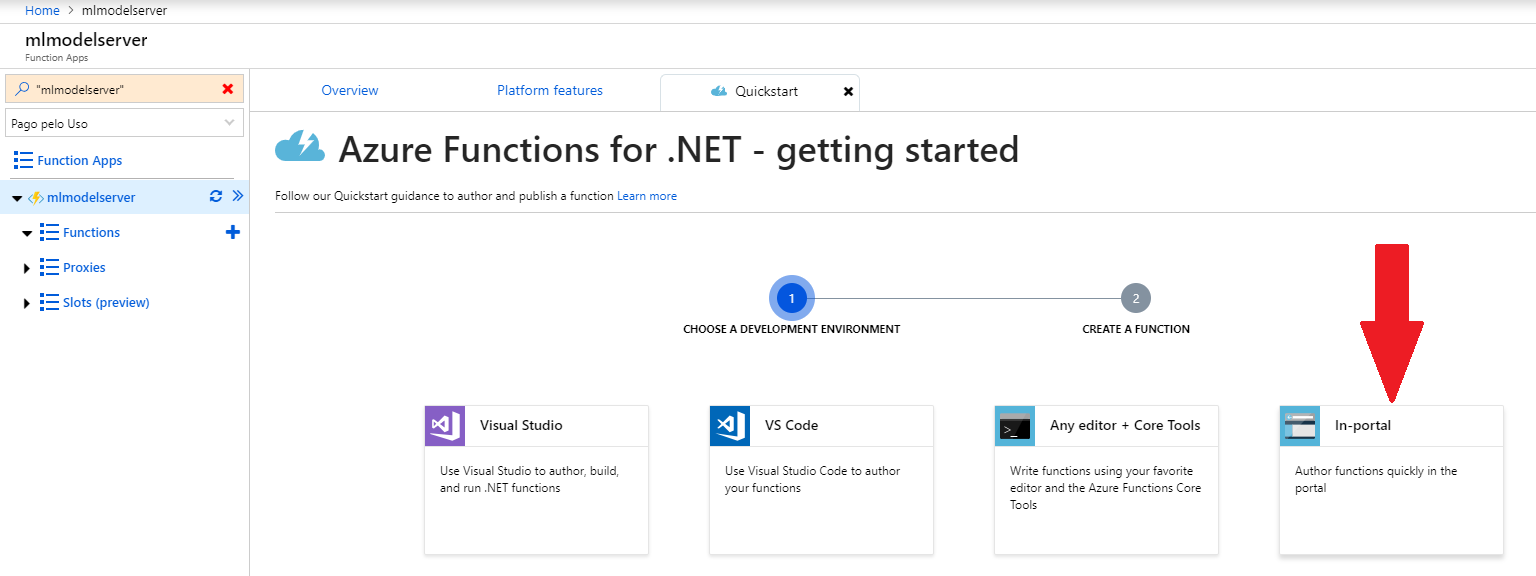 Home > mlmodelserver
mlmodelserver
Function Apps
"mlmodelserver"
Pago pelo Uso
Function Apps
mlmodelserver
Functions
Proxies
Slots (preview)
Overview
Platform features
Quickstart
Azure Functions for .NET - getting started
Follow our Quickstart guidance to author and publish a function Learn more
1
CHOOSE A DEVELOPMENT ENVIRONMENT
2
CREATE A FUNCTION
Visual Studio
Use Visual Studio to author, build,
and run .NET functions
VS Code
Use Visual Studio Code to author
your functions
Any editor + Core Tools
Write functions using your favorite
editor and the Azure Functions Core
Tools
In-portal
Author functions quickly in the
portal